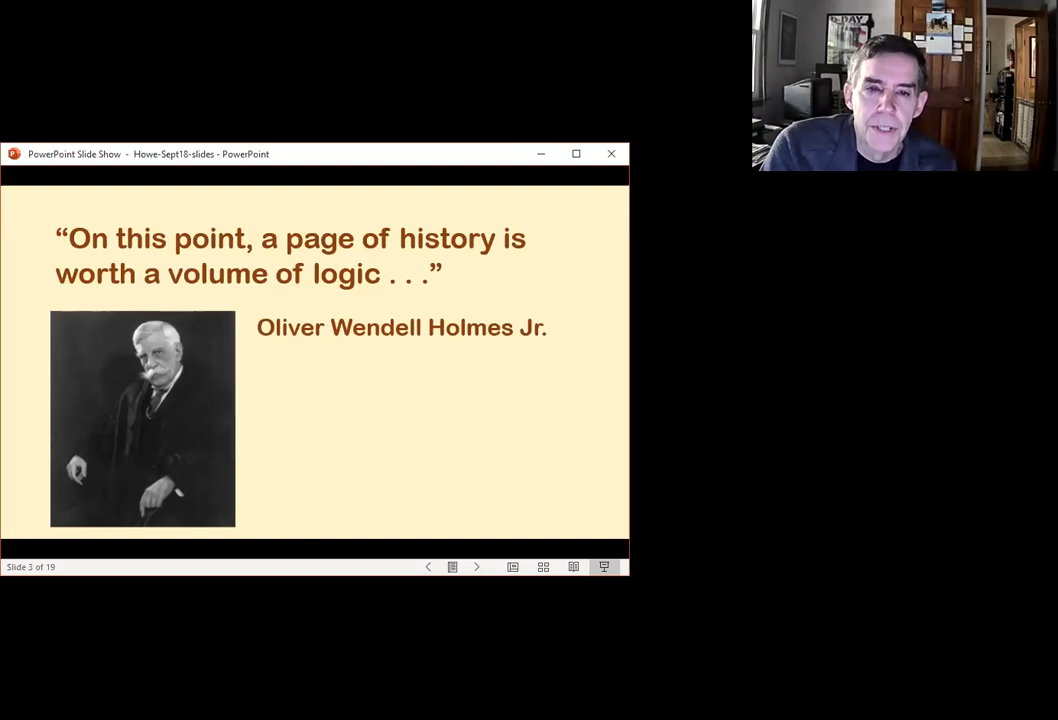 D-DAY
PowerPoint Slide Show - Howe-Sept18-slides - PowerPoint
“On this point, a page of history is
worth a volume of logic . . .”
Oliver Wendell Holmes Jr.
Slide 3 of 19